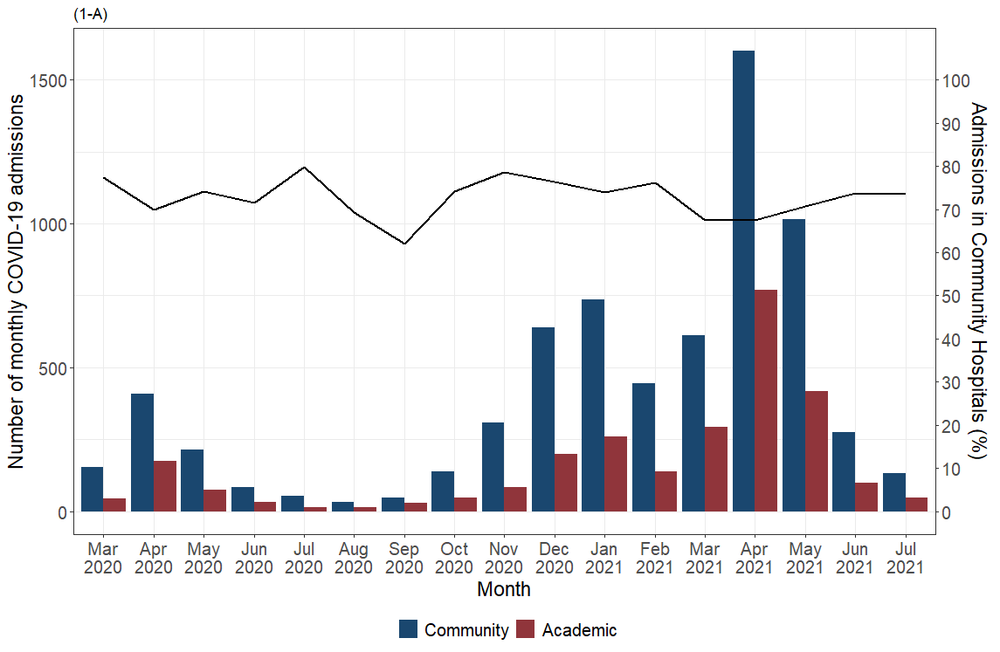 (1-A)
Number of monthly COVID-19 admissions
1500
1000
500
0
100
90
80
70
60
50
40
30
20
10
0
Admissions in Community Hospitals (%)
Mar Apr May Jun Jul Aug Sep Oct Nov Dec Jan Feb Mar Apr May Jun Jul
2020 2020 2020 2020 2020 2020 2020 2020 2020 2020 2021 2021 2021 2021 2021 2021 2021
Month
Community Academic